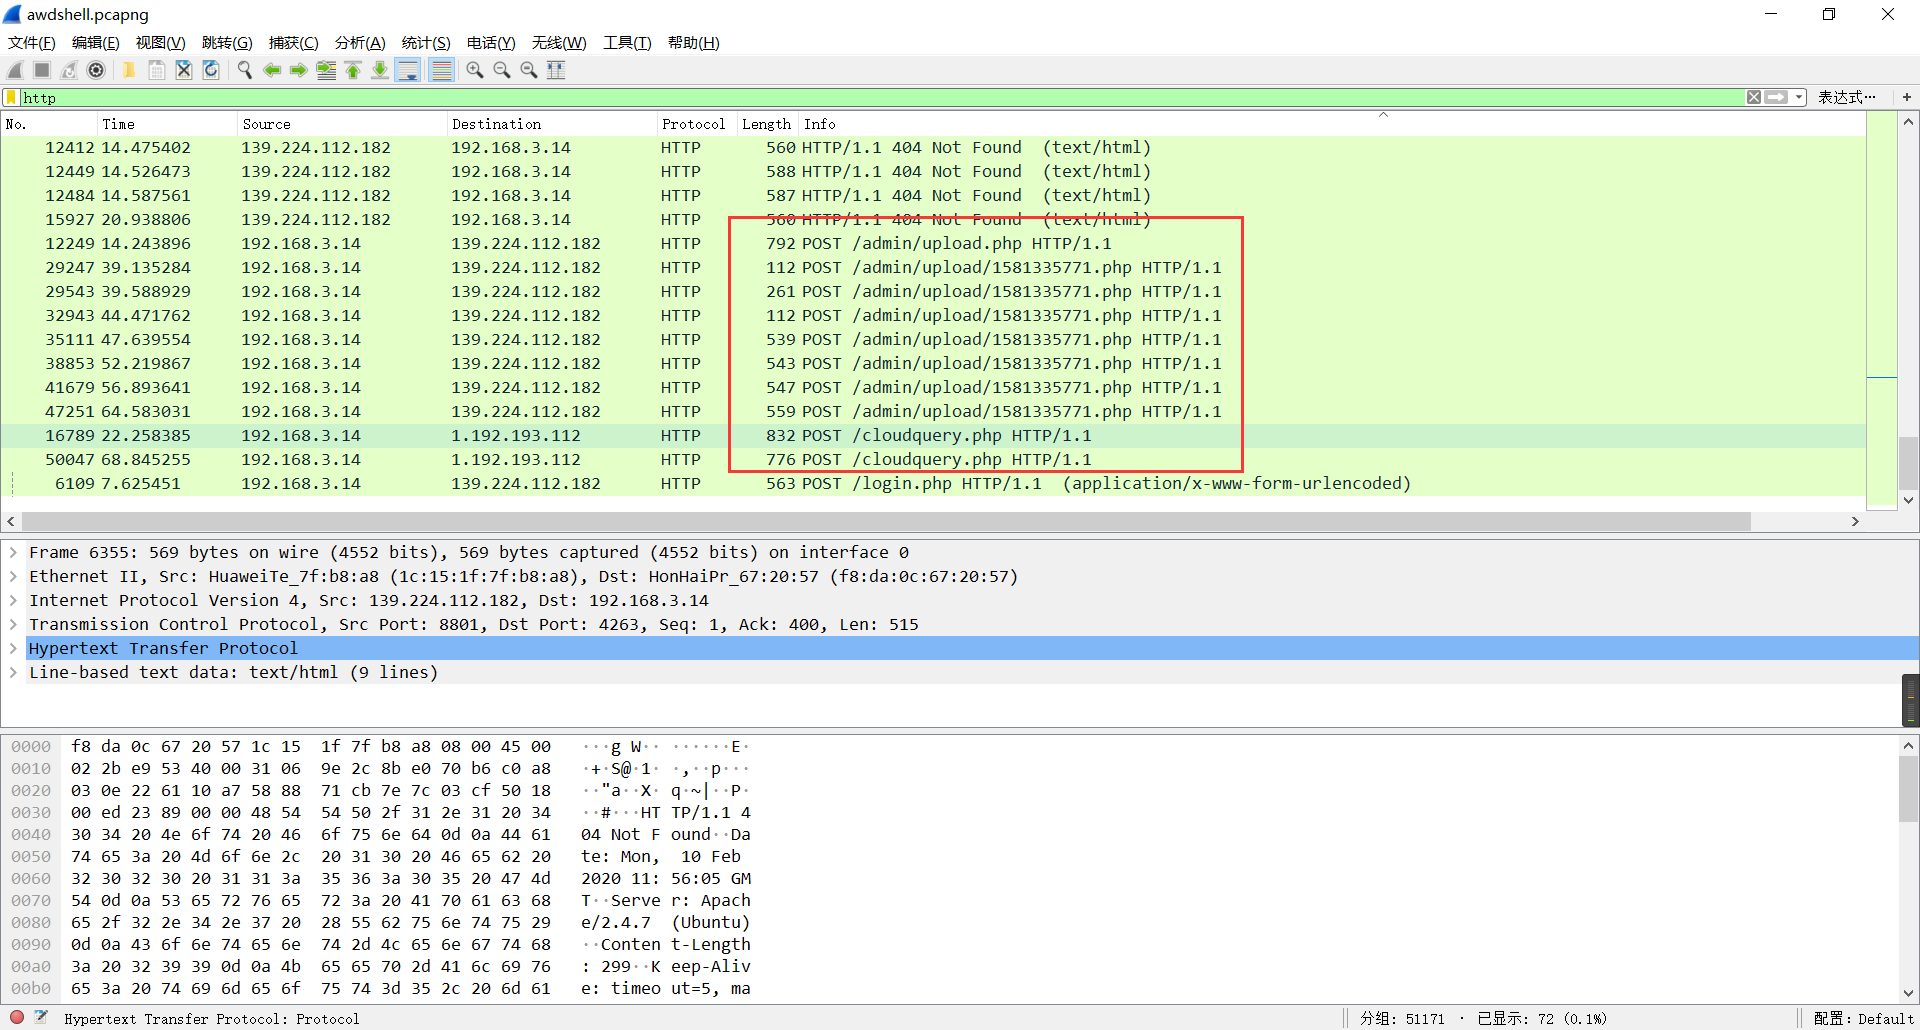 awdshell.pcapng
文件(F) 编辑(E) 视图(V) 跳转(G) 捕获(C) 分析(A) 统计(S) 电话(Y) 无线(W) 工具(T) 帮助(H)
http 表达式… +
No. Time Source Destination Protocol Length Info
12412 14.475402 139.224.112.182 192.168.3.14 HTTP 560 HTTP/1.1 404 Not Found (text/html)
12449 14.526473 139.224.112.182 192.168.3.14 HTTP 588 HTTP/1.1 404 Not Found (text/html)
12484 14.587561 139.224.112.182 192.168.3.14 HTTP 587 HTTP/1.1 404 Not Found (text/html)
15927 20.938806 139.224.112.182 192.168.3.14 HTTP 560 HTTP/1.1 404 Not Found (text/html)
12249 14.243896 192.168.3.14 139.224.112.182 HTTP 792 POST /admin/upload.php HTTP/1.1
29247 39.135284 192.168.3.14 139.224.112.182 HTTP 112 POST /admin/upload/1581335771.php HTTP/1.1
29543 39.588929 192.168.3.14 139.224.112.182 HTTP 261 POST /admin/upload/1581335771.php HTTP/1.1
32943 44.471762 192.168.3.14 139.224.112.182 HTTP 112 POST /admin/upload/1581335771.php HTTP/1.1
35111 47.639554 192.168.3.14 139.224.112.182 HTTP 539 POST /admin/upload/1581335771.php HTTP/1.1
38853 52.219867 192.168.3.14 139.224.112.182 HTTP 543 POST /admin/upload/1581335771.php HTTP/1.1
41679 56.893641 192.168.3.14 139.224.112.182 HTTP 547 POST /admin/upload/1581335771.php HTTP/1.1
47251 64.583031 192.168.3.14 139.224.112.182 HTTP 559 POST /admin/upload/1581335771.php HTTP/1.1
16789 22.258385 192.168.3.14 1.192.193.112 HTTP 832 POST /cloudquery.php HTTP/1.1
50047 68.845255 192.168.3.14 1.192.193.112 HTTP 776 POST /cloudquery.php HTTP/1.1
6109 7.625451 192.168.3.14 139.224.112.182 HTTP 563 POST /login.php HTTP/1.1 (application/x-www-form-urlencoded)
Frame 6355: 569 bytes on wire (4552 bits), 569 bytes captured (4552 bits) on interface 0
Ethernet II, Src: HuaweiTe_7f:b8:a8 (1c:15:1f:7f:b8:a8), Dst: HonHaiPr_67:20:57 (f8:da:0c:67:20:57)
Internet Protocol Version 4, Src: 139.224.112.182, Dst: 192.168.3.14
Transmission Control Protocol, Src Port: 8801, Dst Port: 4263, Seq: 1, Ack: 400, Len: 515
Hypertext Transfer Protocol
Line-based text data: text/html (9 lines)
0000 f8 da 0c 67 20 57 1c 15 1f 7f b8 a8 08 00 45 00 ···g W·· ······E·
0010 02 2b e9 53 40 00 31 06 9e 2c 8b e0 70 b6 c0 a8 ·+·S@·1· ·,··p···
0020 03 0e 22 61 10 a7 58 88 71 cb 7e 7c 03 cf 50 18 ··"a··X· q·~|··P·
0030 00 ed 23 89 00 00 48 54 54 50 2f 31 2e 31 20 34 ··#···HT TP/1.1 4
0040 30 34 20 4e 6f 74 20 46 6f 75 6e 64 0d 0a 44 61 04 Not F ound··Da
0050 74 65 3a 20 4d 6f 6e 2c 20 31 30 20 46 65 62 20 te: Mon, 10 Feb
0060 32 30 32 30 20 31 31 3a 35 36 3a 30 35 20 47 4d 2020 11: 56:05 GM
0070 54 0d 0a 53 65 72 76 65 72 3a 20 41 70 61 63 68 T··Serve r: Apach
0080 65 2f 32 2e 34 2e 37 20 28 55 62 75 6e 74 75 29 e/2.4.7 (Ubuntu)
0090 0d 0a 43 6f 6e 74 65 6e 74 2d 4c 65 6e 67 74 68 ··Conten t-Length
00a0 3a 20 32 39 39 0d 0a 4b 65 65 70 2d 41 6c 69 76 : 299··K eep-Aliv
00b0 65 3a 20 74 69 6d 65 6f 75 74 3d 35 2c 20 6d 61 e: timeo ut=5, ma
Hypertext Transfer Protocol: Protocol 分组: 51171 · 已显示: 72 (0.1%) 配置: Default